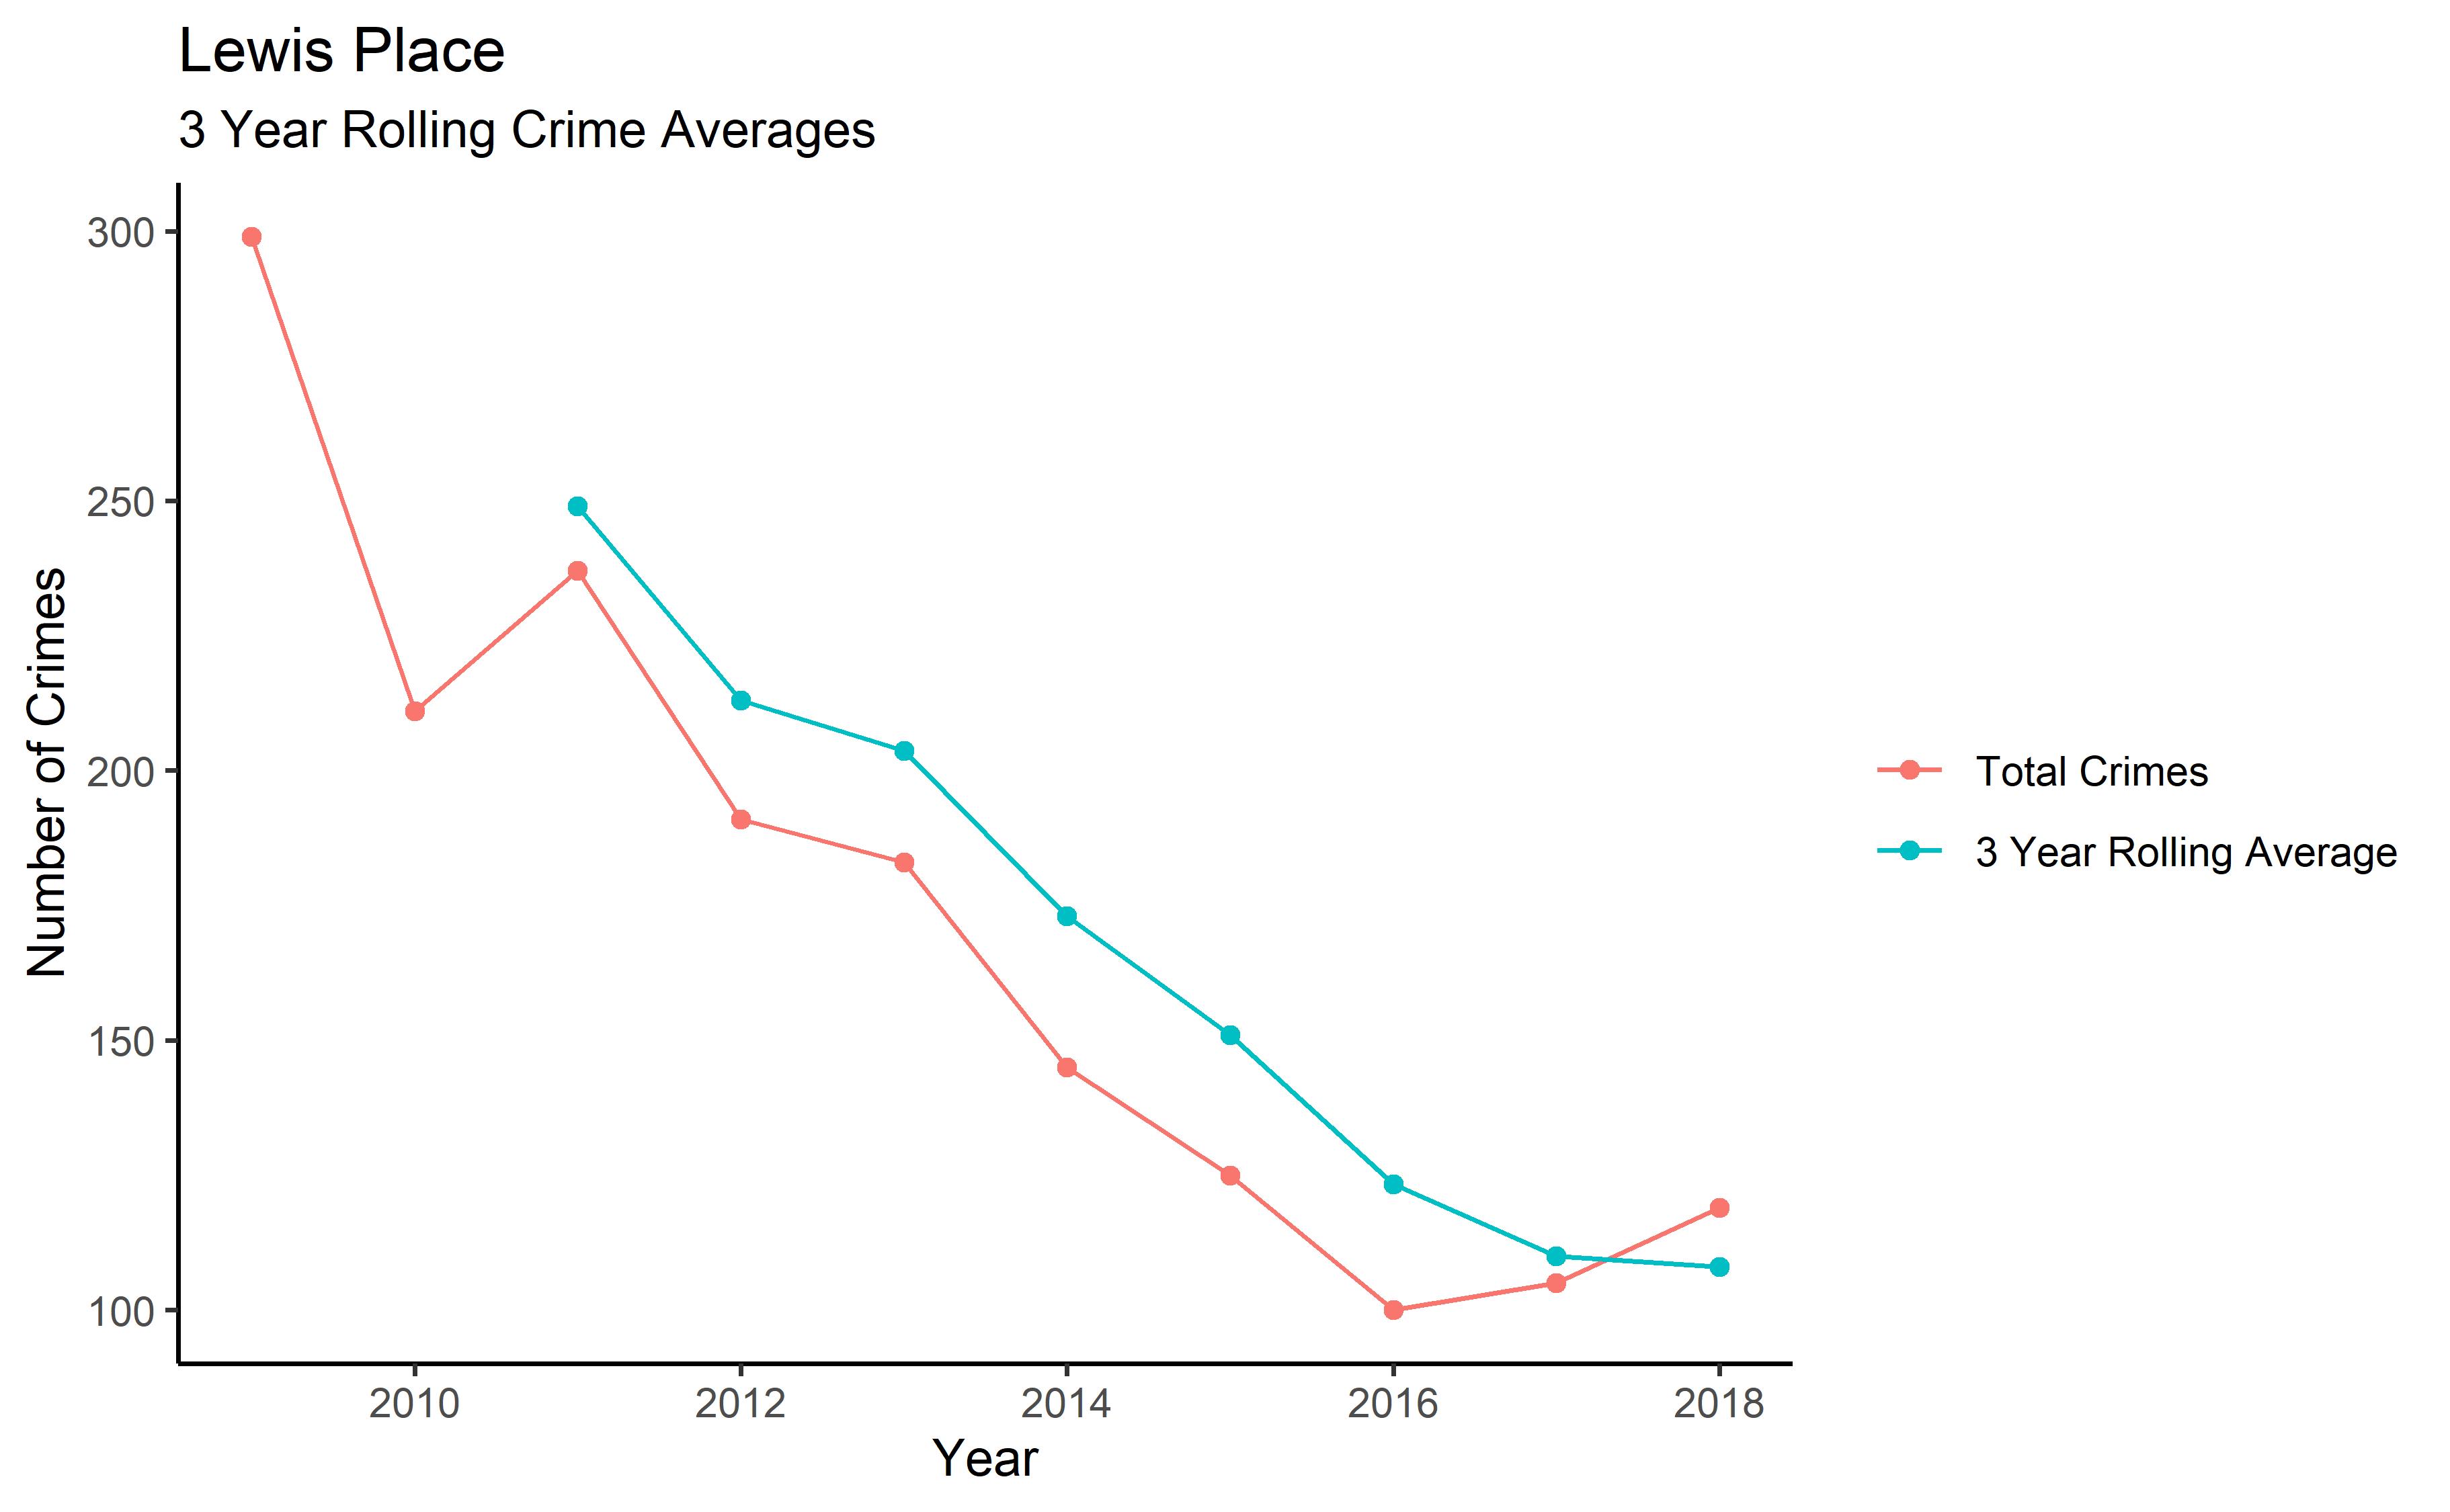 Lewis Place
3 Year Rolling Crime Averages
300
250
200
150
100
Number of Crimes
2010 2012 2014 2016 2018
Year
Total Crimes
3 Year Rolling Average